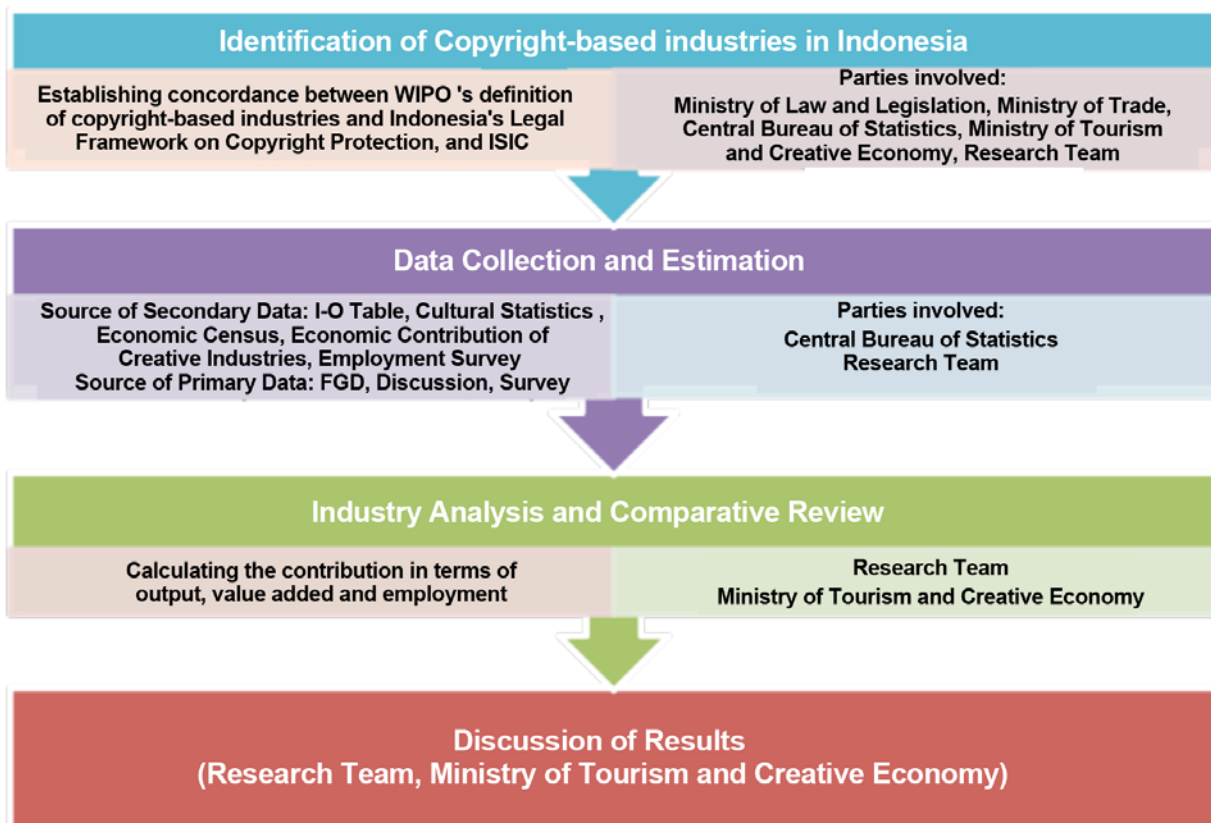 Identification of Copyright-based industries in Indonesia
Establishing concordance between WIPO 's definition
of copyright-based industries and Indonesia's Legal
Framework on Copyright Protection, and ISIC
Parties involved:
Ministry of Law and Legislation, Ministry of Trade,
Central Bureau of Statistics, Ministry of Tourism
and Creative Economy, Research Team
Data Collection and Estimation
Source of Secondary Data: I-O Table, Cultural Statistics ,
Economic Census, Economic Contribution of
Creative Industries, Employment Survey
Source of Primary Data: FGD, Discussion, Survey
Parties involved:
Central Bureau of Statistics
Research Team
Industry Analysis and Comparative Review
Calculating the contribution in terms of
output, value added and employment
Research Team
Ministry of Tourism and Creative Economy
Discussion of Results
(Research Team, Ministry of Tourism and Creative Economy)